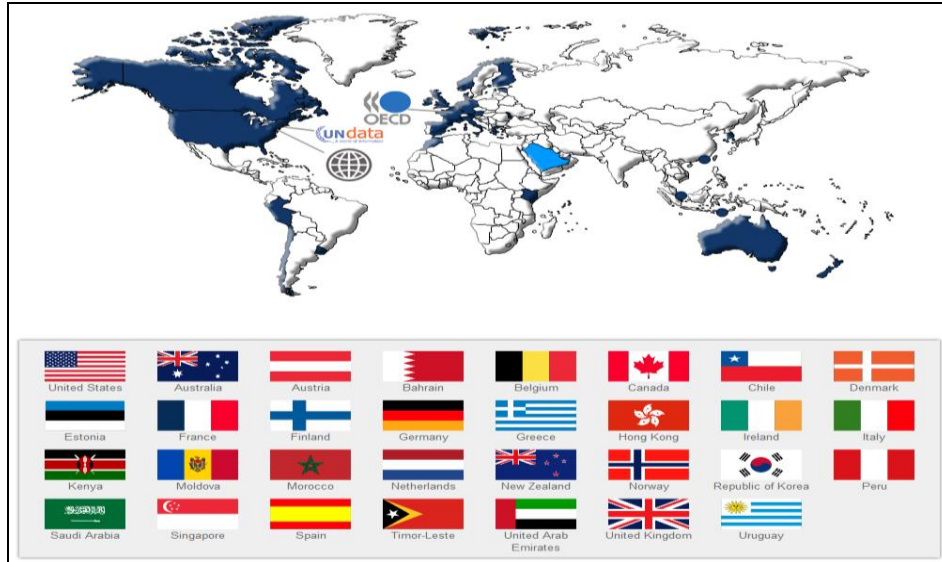 OECD
UNdata
United States
Australia
Austria
Bahrain
Belgium
Canada
Chile
Denmark
Estonia
France
Finland
Germany
Greece
Hong Kong
Ireland
Italy
Kenya
Moldova
Morocco
Netherlands
New Zealand
Norway
Republic of Korea
Peru
Saudi Arabia
Singapore
Spain
Timor-Leste
United Arab
Emirates
United Kingdom
Uruguay